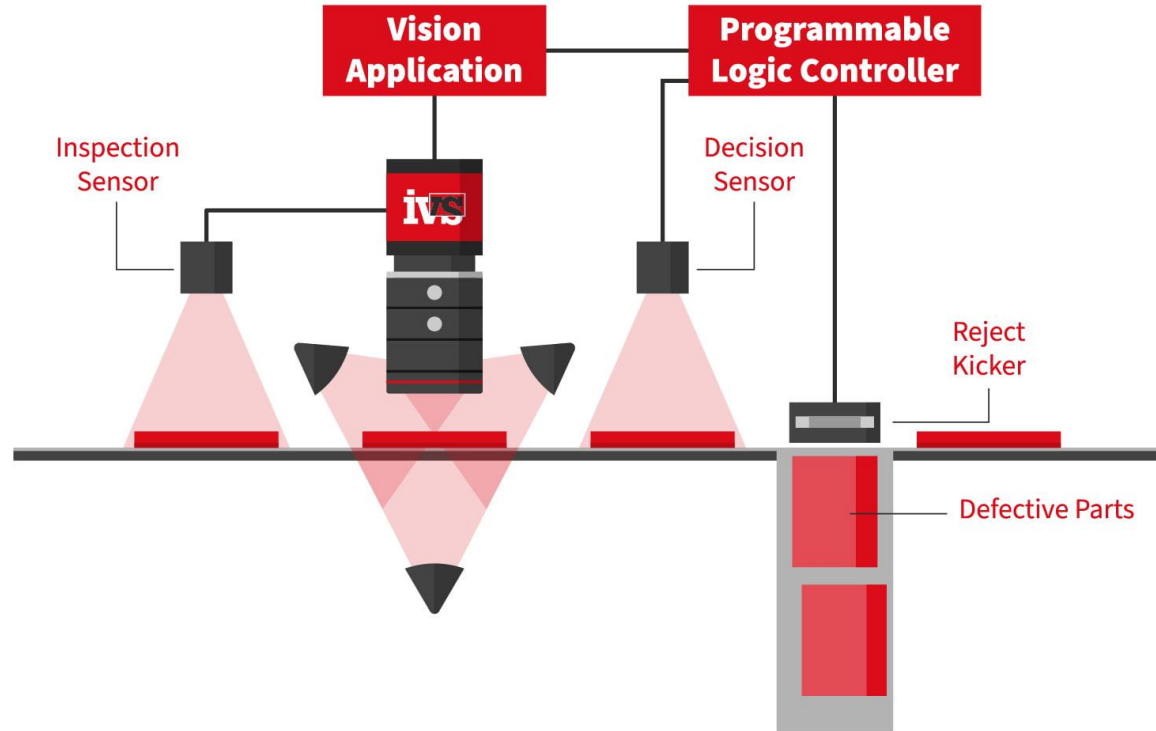 Vision
Application
Programmable
Logic Controller
Inspection
Sensor
ivs
Decision
Sensor
Reject
Kicker
Defective Parts